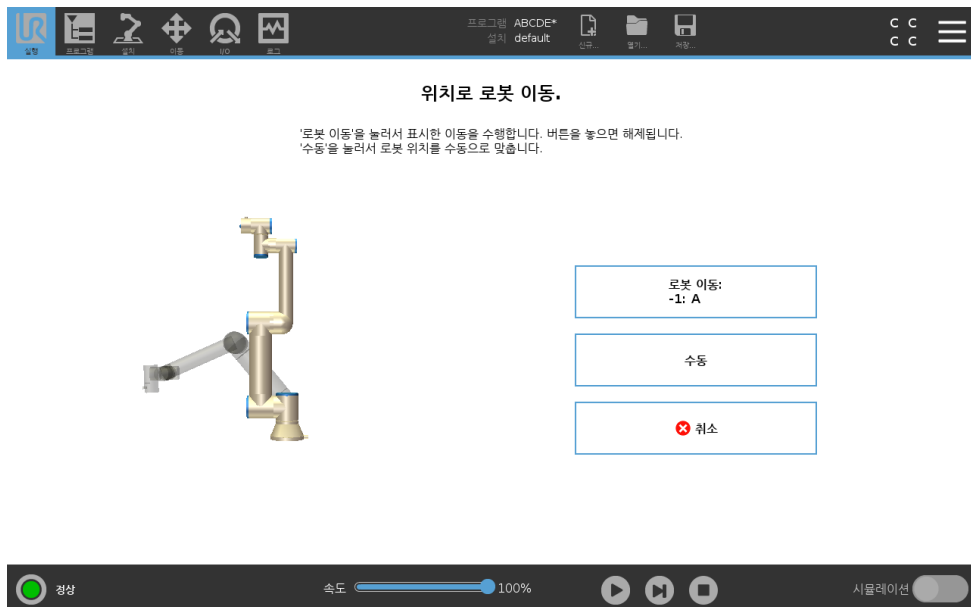 UR
실행
프로그램
설치
이동
I/O
로그
프로그램 ABCDE*
설치 default
신규...
열기...
저장...
C C
C C
위치로 로봇 이동.
'로봇 이동'을 눌러서 표시한 이동을 수행합니다. 버튼을 놓으면 해제됩니다.
'수동'을 눌러서 로봇 위치를 수동으로 맞춥니다.
로봇 이동:
-1: A
수동
취소
정상
속도
100%
시뮬레이션